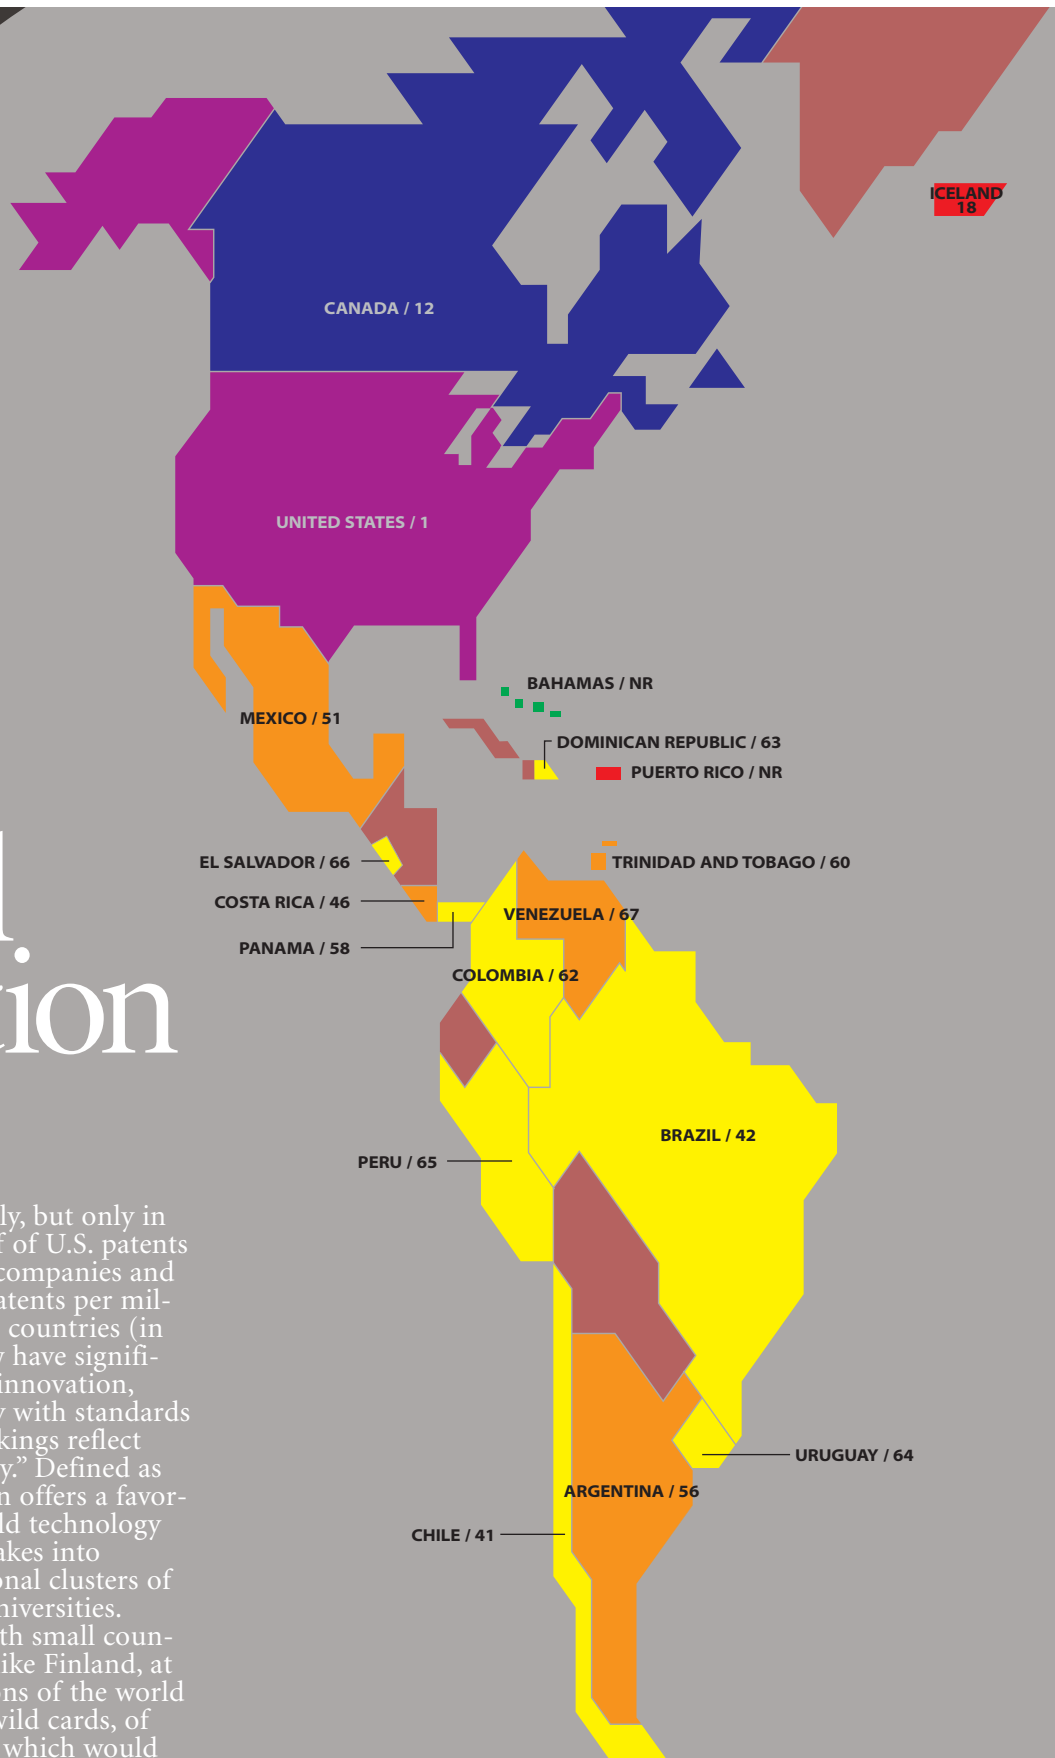 ICELAND
18
CANADA / 12
UNITED STATES / 1
BAHAMAS / NR
MEXICO / 51
DOMINICAN REPUBLIC / 63
PUERTO RICO / NR
EL SALVADOR / 66
TRINIDAD AND TOBAGO / 60
COSTA RICA / 46
VENEZUELA / 67
PANAMA / 58
COLOMBIA / 62
BRAZIL / 42
PERU / 65
URUGUAY / 64
ARGENTINA / 56
CHILE / 41
l.
ion
ly, but only in
of U.S. patents
companies and
atents per mil-
countries (in
have signifi-
innovation,
with standards
kings reflect
y.” Defined as
n offers a favor-
ld technology
akes into
onal clusters of
niversities.
th small coun-
ike Finland, at
ns of the world
wild cards, of
which would